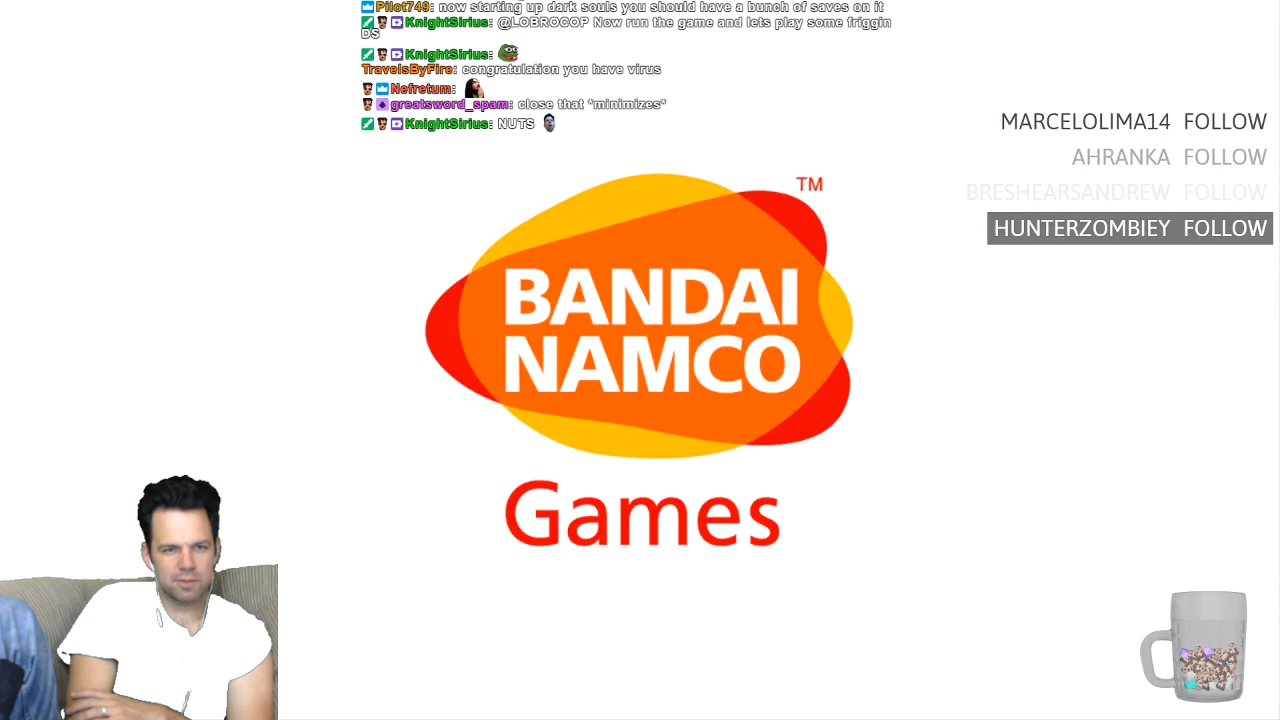 Pilot749: now starting up dark souls you should have a bunch of saves on it
KnightSirius: @LOBROCOP Now run the game and lets play some friggin
DS
KnightSirius:
TravelsByFire: congratulation you have virus
Nefretum:
greatsword_spam: close that *minimizes*
KnightSirius: NUTS
MARCELOLIMA14 FOLLOW
AHRANKA FOLLOW
BRESHEARSANDREW FOLLOW
HUNTERZOMBIEY FOLLOW
TM
BANDAI
NAMCO
Games